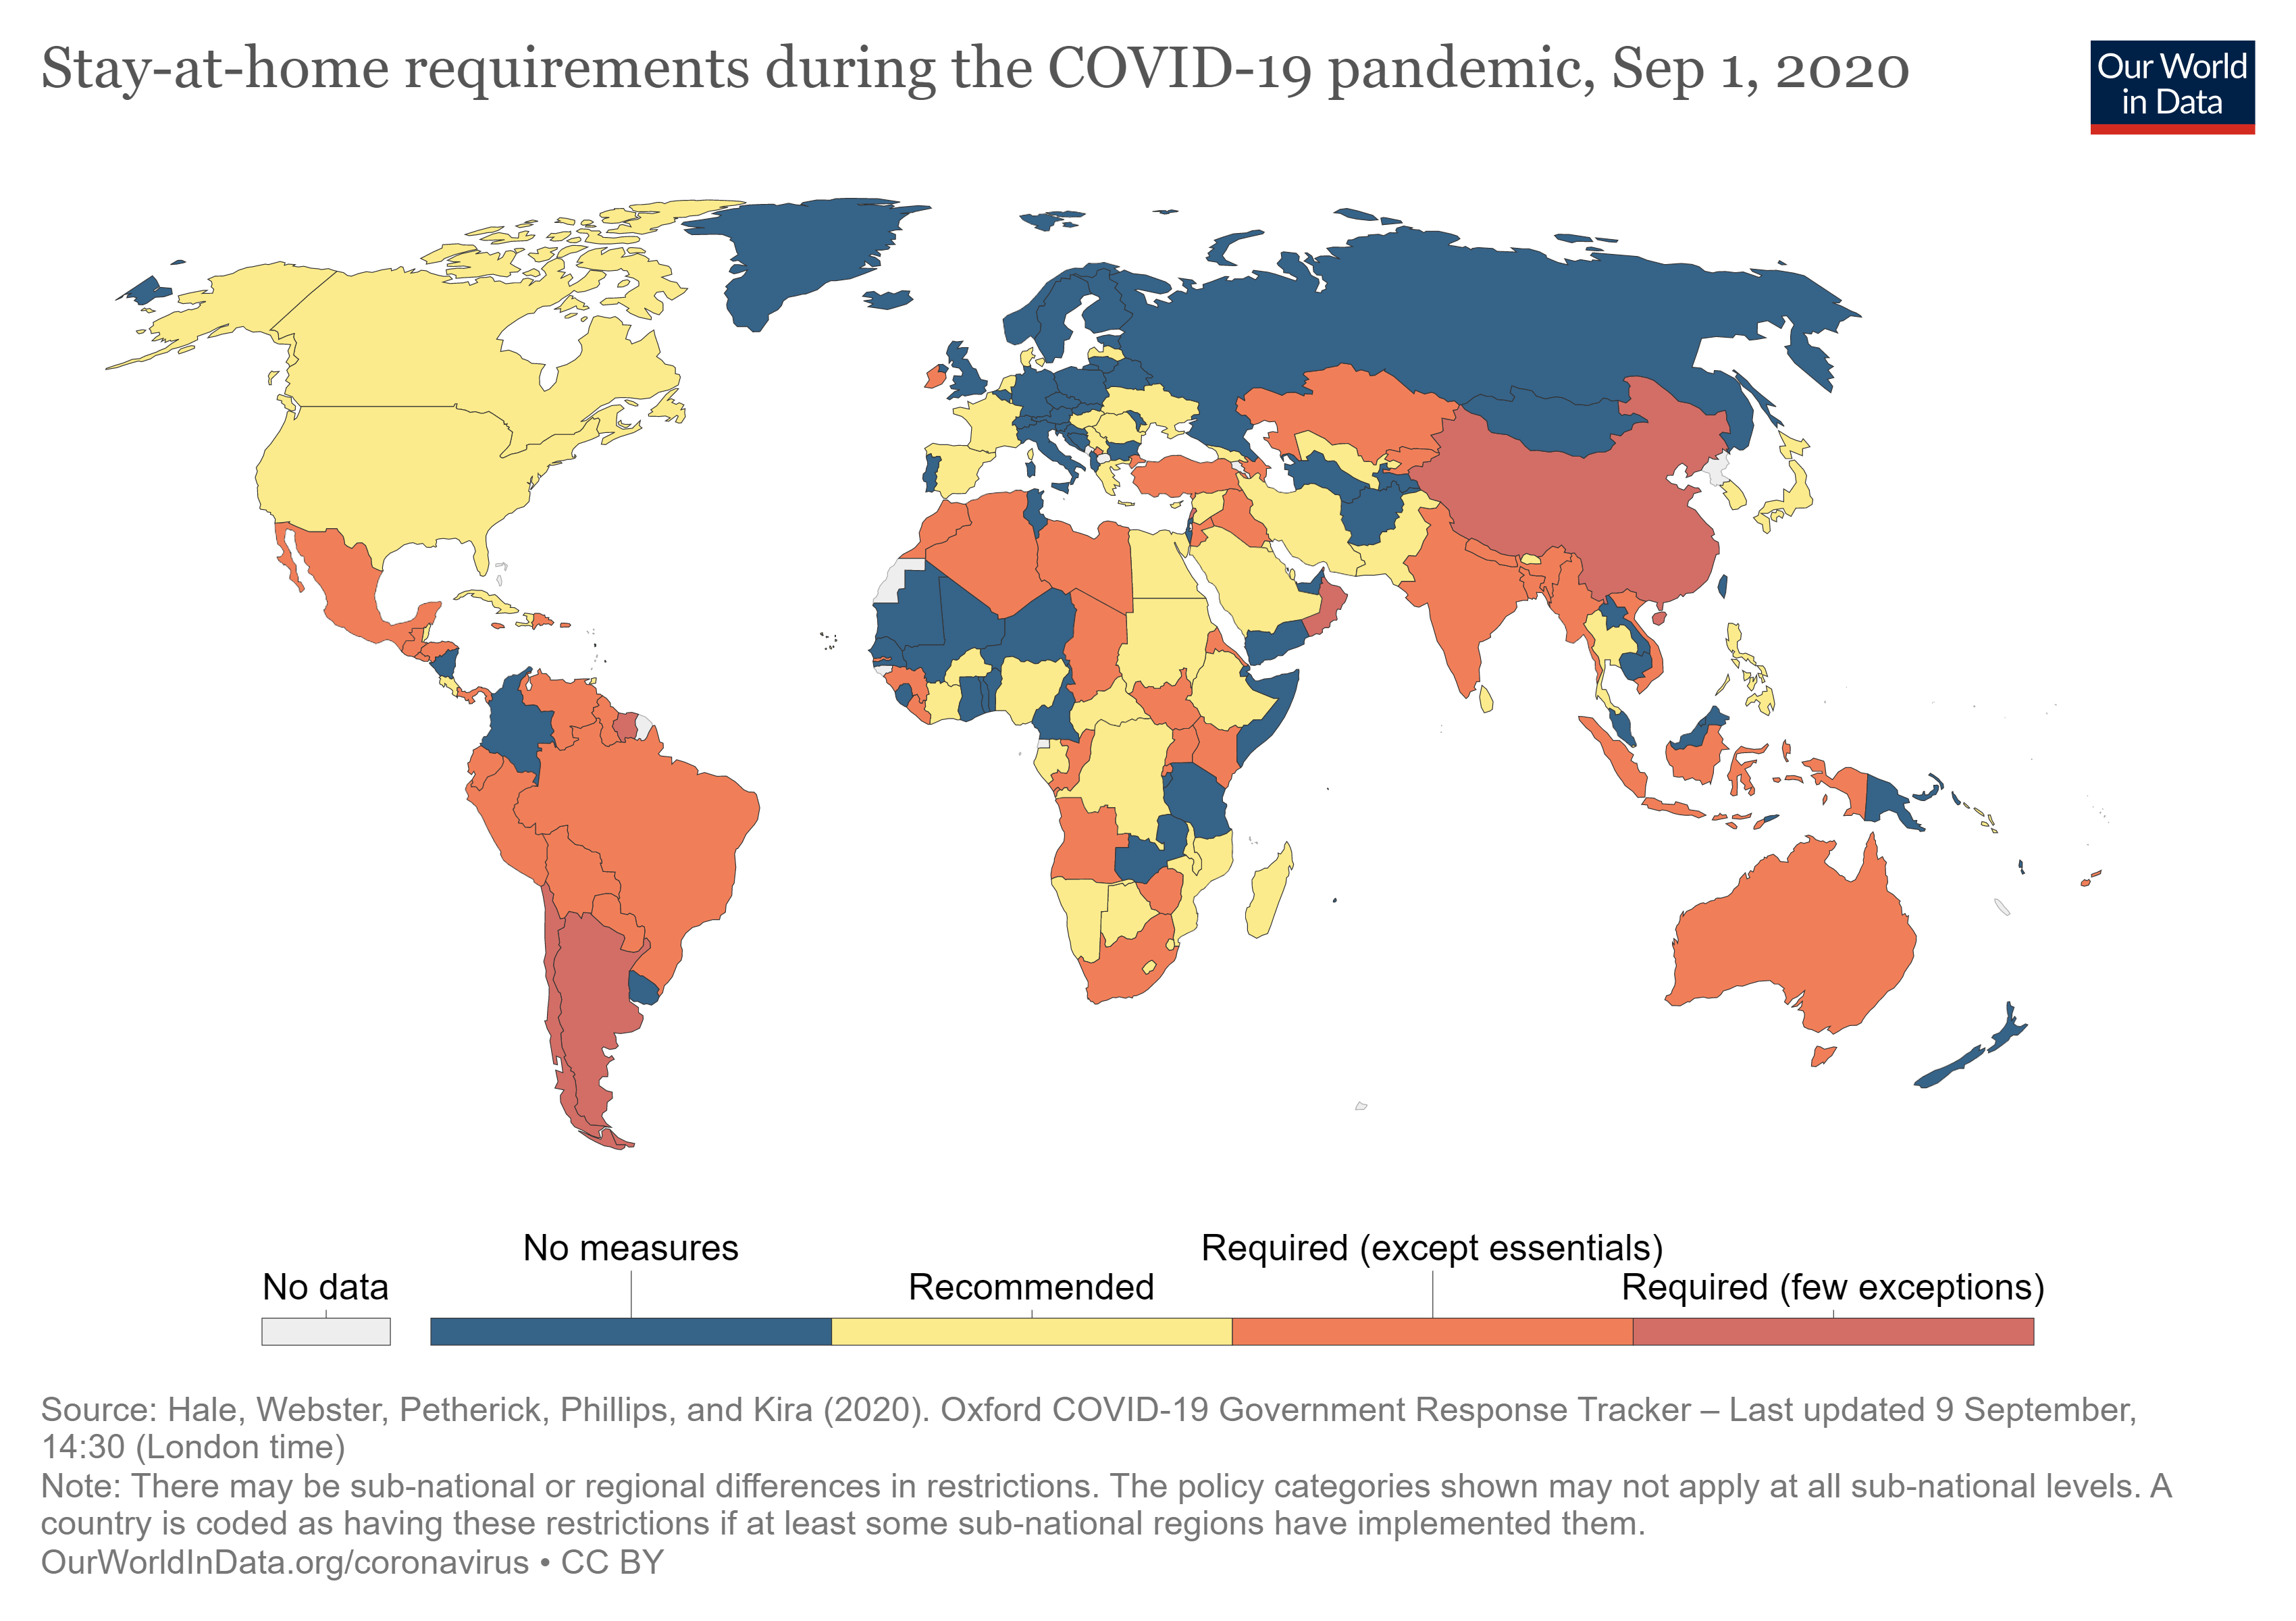 Stay-at-home requirements during the COVID-19 pandemic, Sep 1, 2020
Our World
in Data
No data
No measures
Recommended
Required (except essentials)
Required (few exceptions)
Source: Hale, Webster, Petherick, Phillips, and Kira (2020). Oxford COVID-19 Government Response Tracker – Last updated 9 September,
14:30 (London time)
Note: There may be sub-national or regional differences in restrictions. The policy categories shown may not apply at all sub-national levels. A
country is coded as having these restrictions if at least some sub-national regions have implemented them.
OurWorldInData.org/coronavirus • CC BY